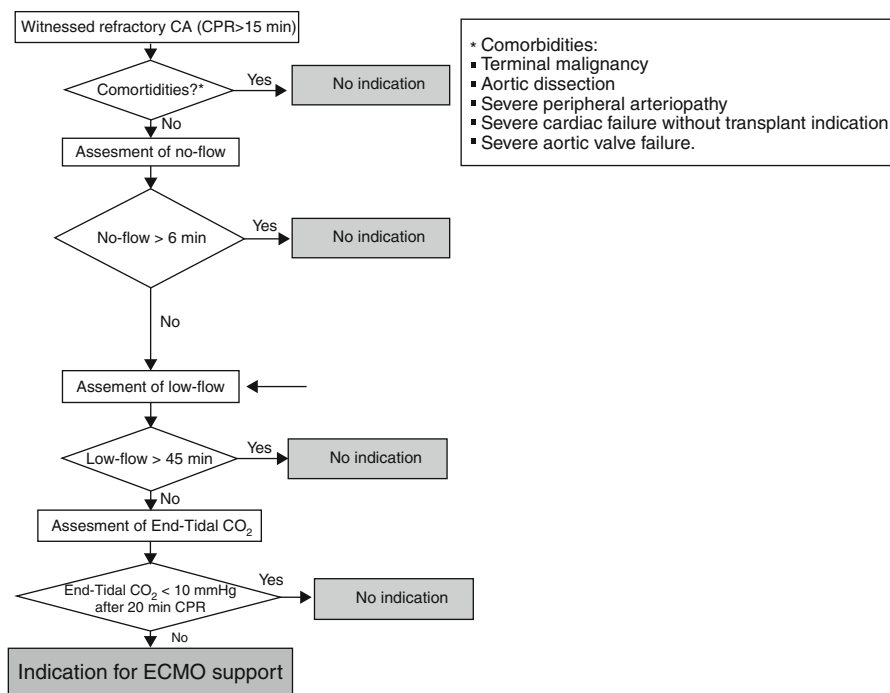 Witnessed refractory CA (CPR>15 min)
Comortidities?*
Yes
No indication
No
Assesment of no-flow
No-flow > 6 min
Yes
No indication
No
Assement of low-flow
Low-flow > 45 min
Yes
No indication
No
Assesment of End-Tidal CO₂
End-Tidal CO₂ < 10 mmHg
after 20 min CPR
Yes
No indication
No
Indication for ECMO support
* Comorbidities:
▪ Terminal malignancy
▪ Aortic dissection
▪ Severe peripheral arteriopathy
▪ Severe cardiac failure without transplant indication
▪ Severe aortic valve failure.